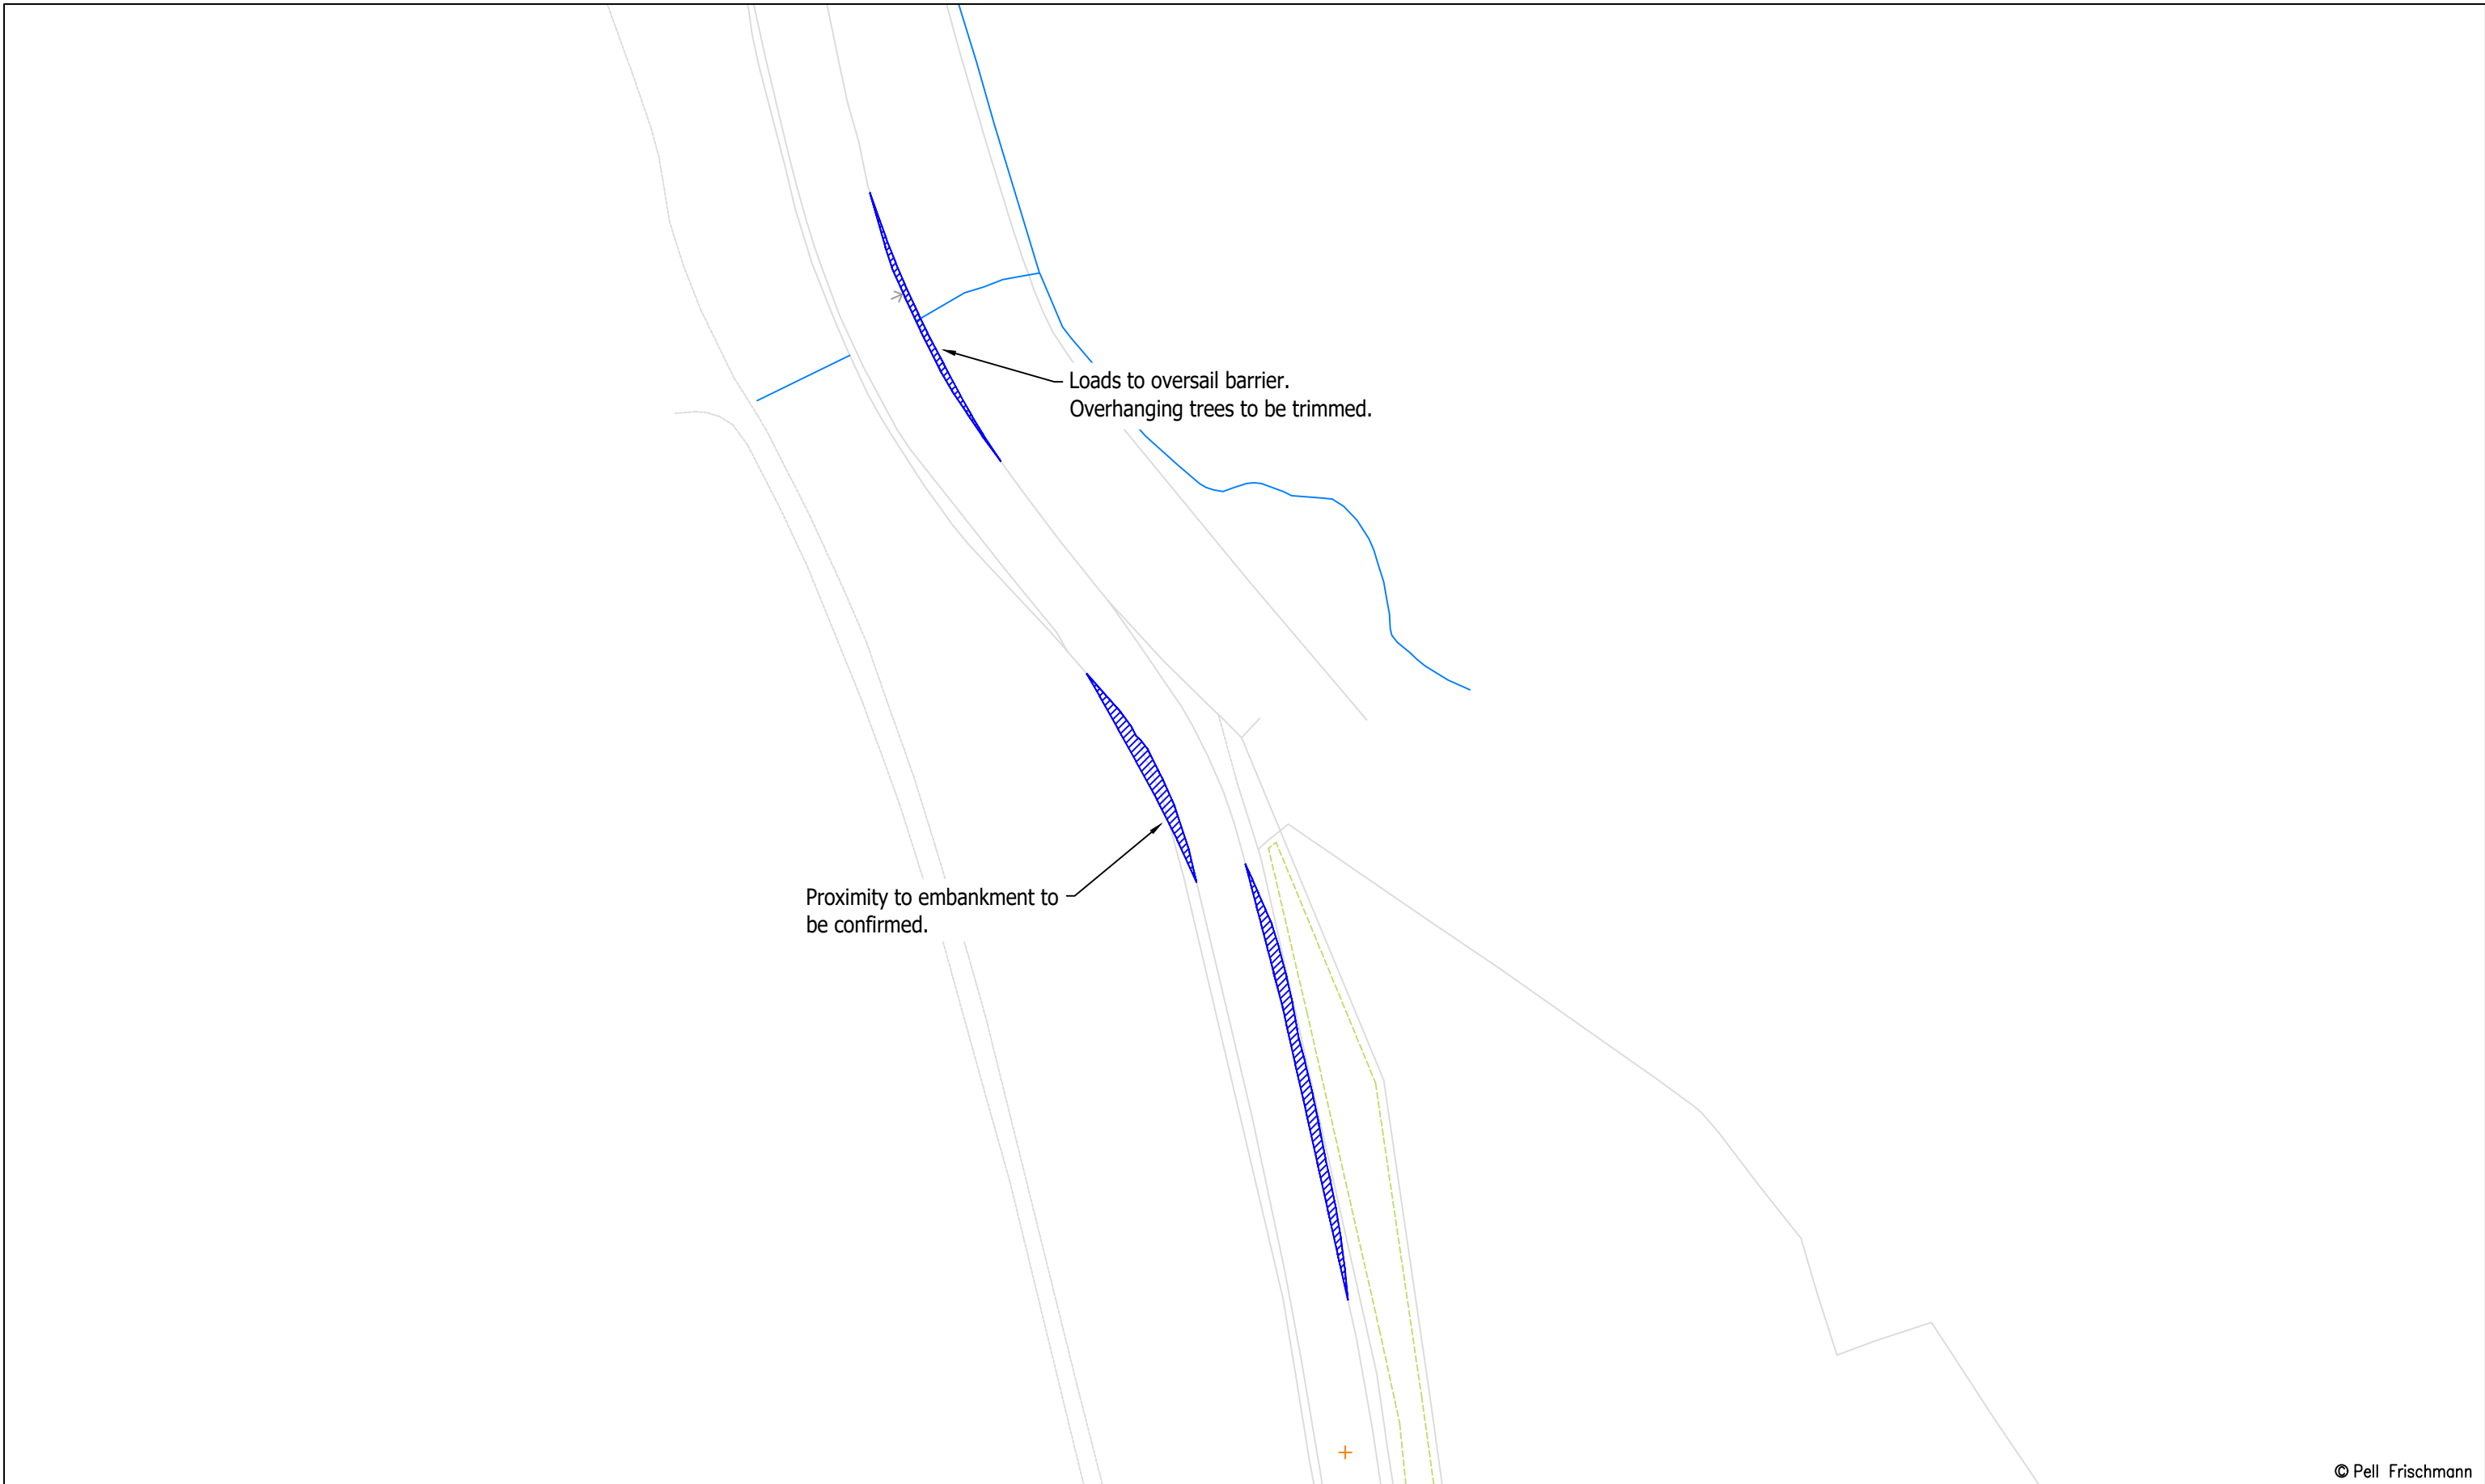 Loads to oversail barrier.
Overhanging trees to be trimmed.
Proximity to embankment to
be confirmed.
© Pell Frischmann